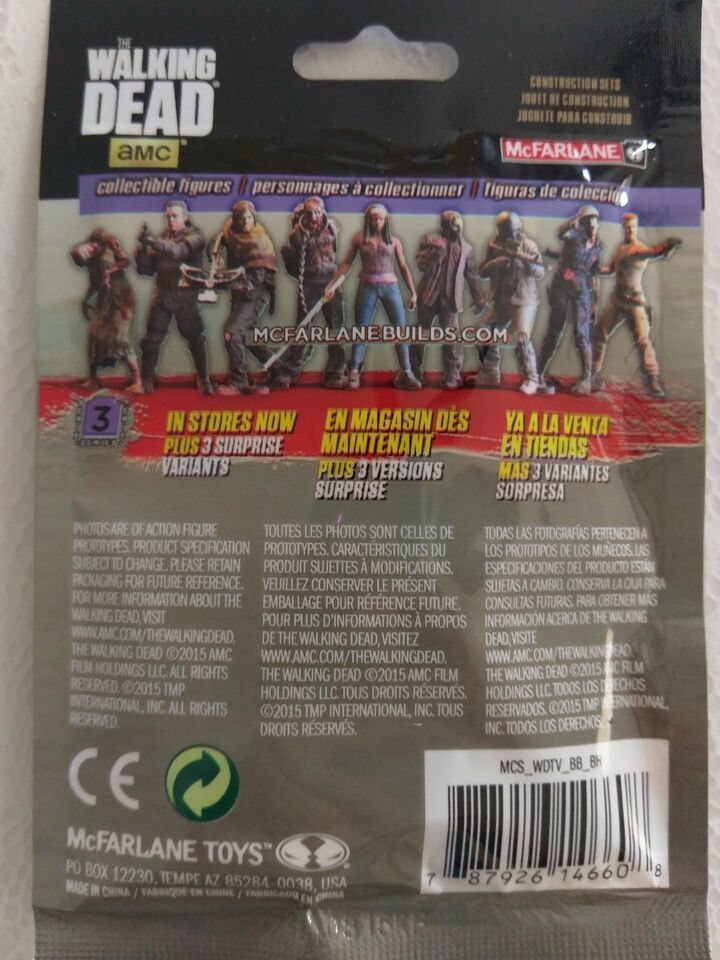 THE
WALKING
DEAD
amc
CONSTRUCTION SETS
JOUET DE CONSTRUCTION
JUGUETE PARA CONSTRUIR
McFARLANE
collectible figures | personnages à collectionner | figuras de colección
MCFARLANEBUILDS.COM
3
SERIES
IN STORES NOW
PLUS 3 SURPRISE
VARIANTS
EN MAGASIN DÈS
MAINTENANT
PLUS 3 VERSIONS
SURPRISE
YA A LA VENTA
EN TIENDAS
MÁS 3 VARIANTES
SORPRESA
PHOTOS ARE OF ACTION FIGURE
PROTOTYPES. PRODUCT SPECIFICATION
SUBJECT TO CHANGE. PLEASE RETAIN
PACKAGING FOR FUTURE REFERENCE.
FOR MORE INFORMATION ABOUT THE
WALKING DEAD, VISIT
WWW.AMC.COM/THEWALKINGDEAD.
THE WALKING DEAD ©2015 AMC
FILM HOLDINGS LLC. ALL RIGHTS
RESERVED. ©2015 TMP
INTERNATIONAL, INC. ALL RIGHTS
RESERVED.
TOUTES LES PHOTOS SONT CELLES DE
PROTOTYPES. CARACTÉRISTIQUES DU
PRODUIT SUJETTES À MODIFICATIONS.
VEUILLEZ CONSERVER LE PRÉSENT
EMBALLAGE POUR RÉFÉRENCE FUTURE.
POUR PLUS D'INFORMATIONS À PROPOS
DE THE WALKING DEAD, VISITEZ
WWW.AMC.COM/THEWALKINGDEAD.
THE WALKING DEAD ©2015 AMC FILM
HOLDINGS LLC. TOUS DROITS RÉSERVÉS.
©2015 TMP INTERNATIONAL, INC. TOUS
DROITS RÉSERVÉS.
TODAS LAS FOTOGRAFÍAS PERTENECEN A
LOS PROTOTIPOS DE LOS MUÑECOS. LAS
ESPECIFICACIONES DEL PRODUCTO ESTÁN
SUJETAS A CAMBIO. CONSERVA LA CAJA PARA
CONSULTAS FUTURAS. PARA OBTENER MÁS
INFORMACIÓN ACERCA DE THE WALKING
DEAD, VISITE
WWW.AMC.COM/THEWALKINGDEAD.
THE WALKING DEAD ©2015 AMC FILM
HOLDINGS LLC. TODOS LOS DERECHOS
RESERVADOS. ©2015 TMP INTERNATIONAL,
INC. TODOS LOS DERECHOS
CE
McFARLANE TOYS™
PO BOX 12230, TEMPE AZ 85284-0038, USA
MADE IN CHINA / FABRIQUÉ EN CHINE / FABRICADO EN CHINA
MCS_WDTV_BB_BH
7 87926 14660 8